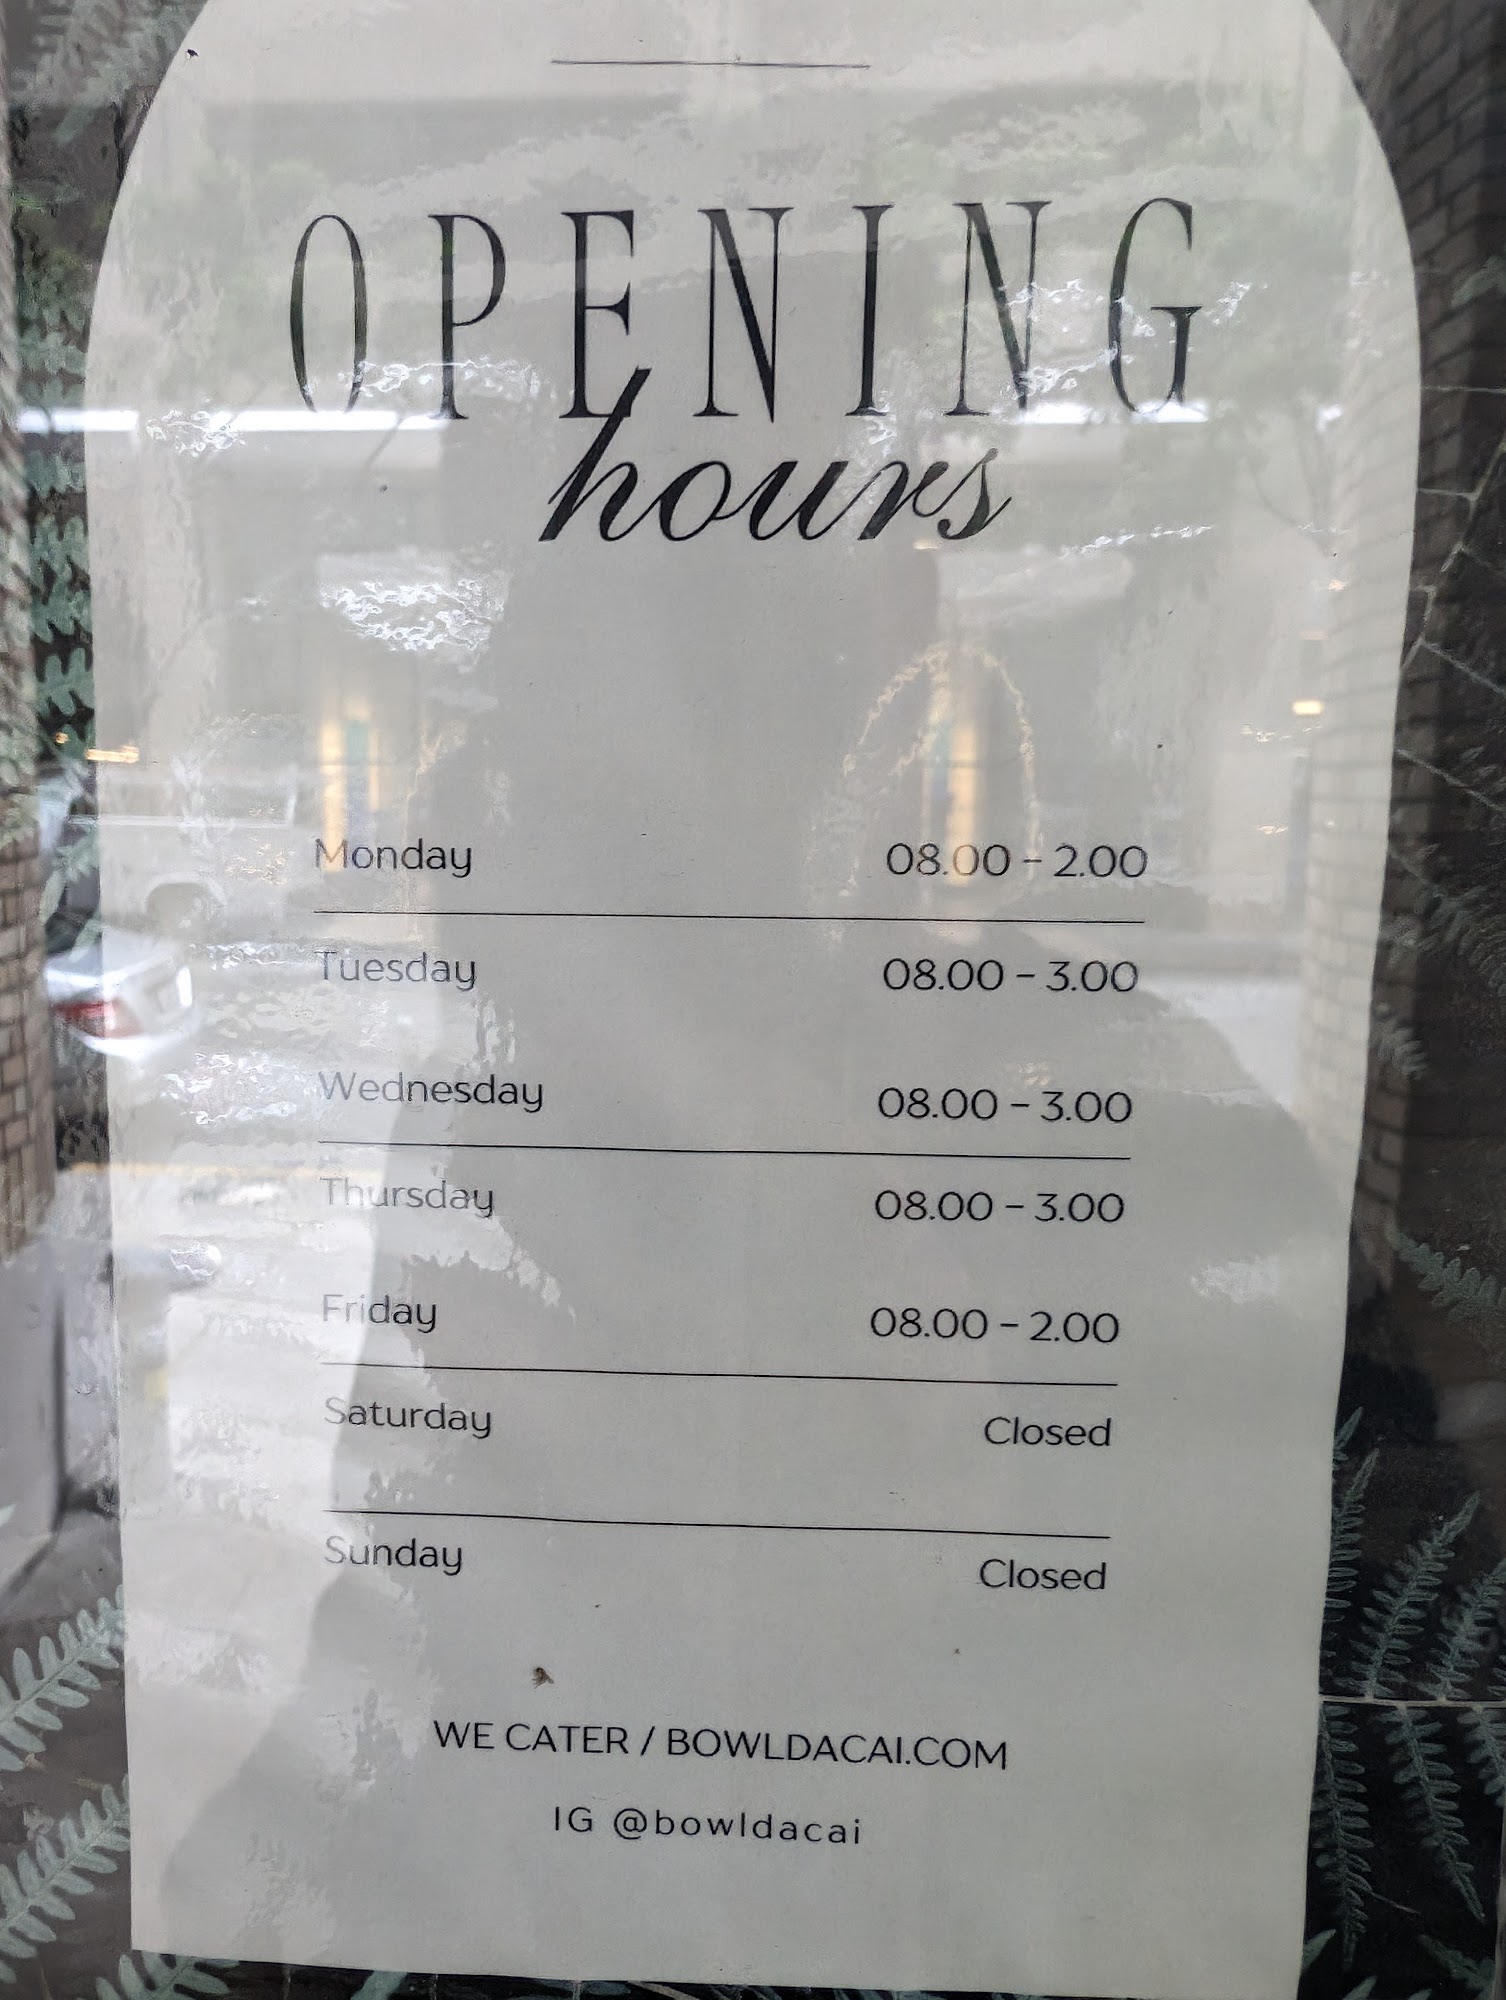 OPENING
hours
Monday 08.00 – 2.00
Tuesday 08.00 – 3.00
Wednesday 08.00 – 3.00
Thursday 08.00 – 3.00
Friday 08.00 – 2.00
Saturday Closed
Sunday Closed
WE CATER / BOWLDACAI.COM
IG @bowldacai